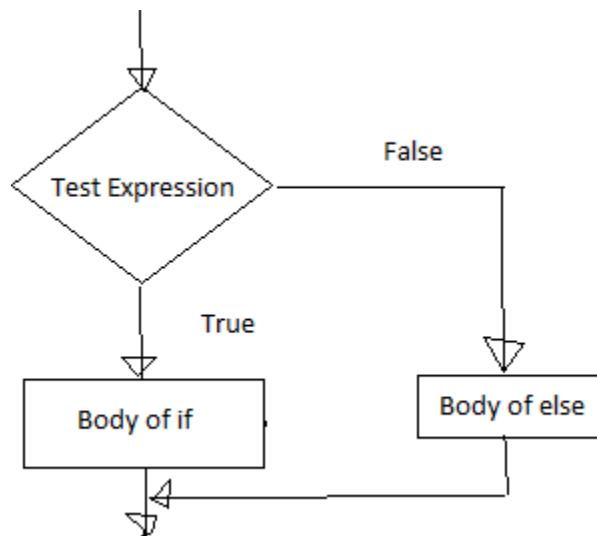 False
Test Expression
True
Body of if
Body of else